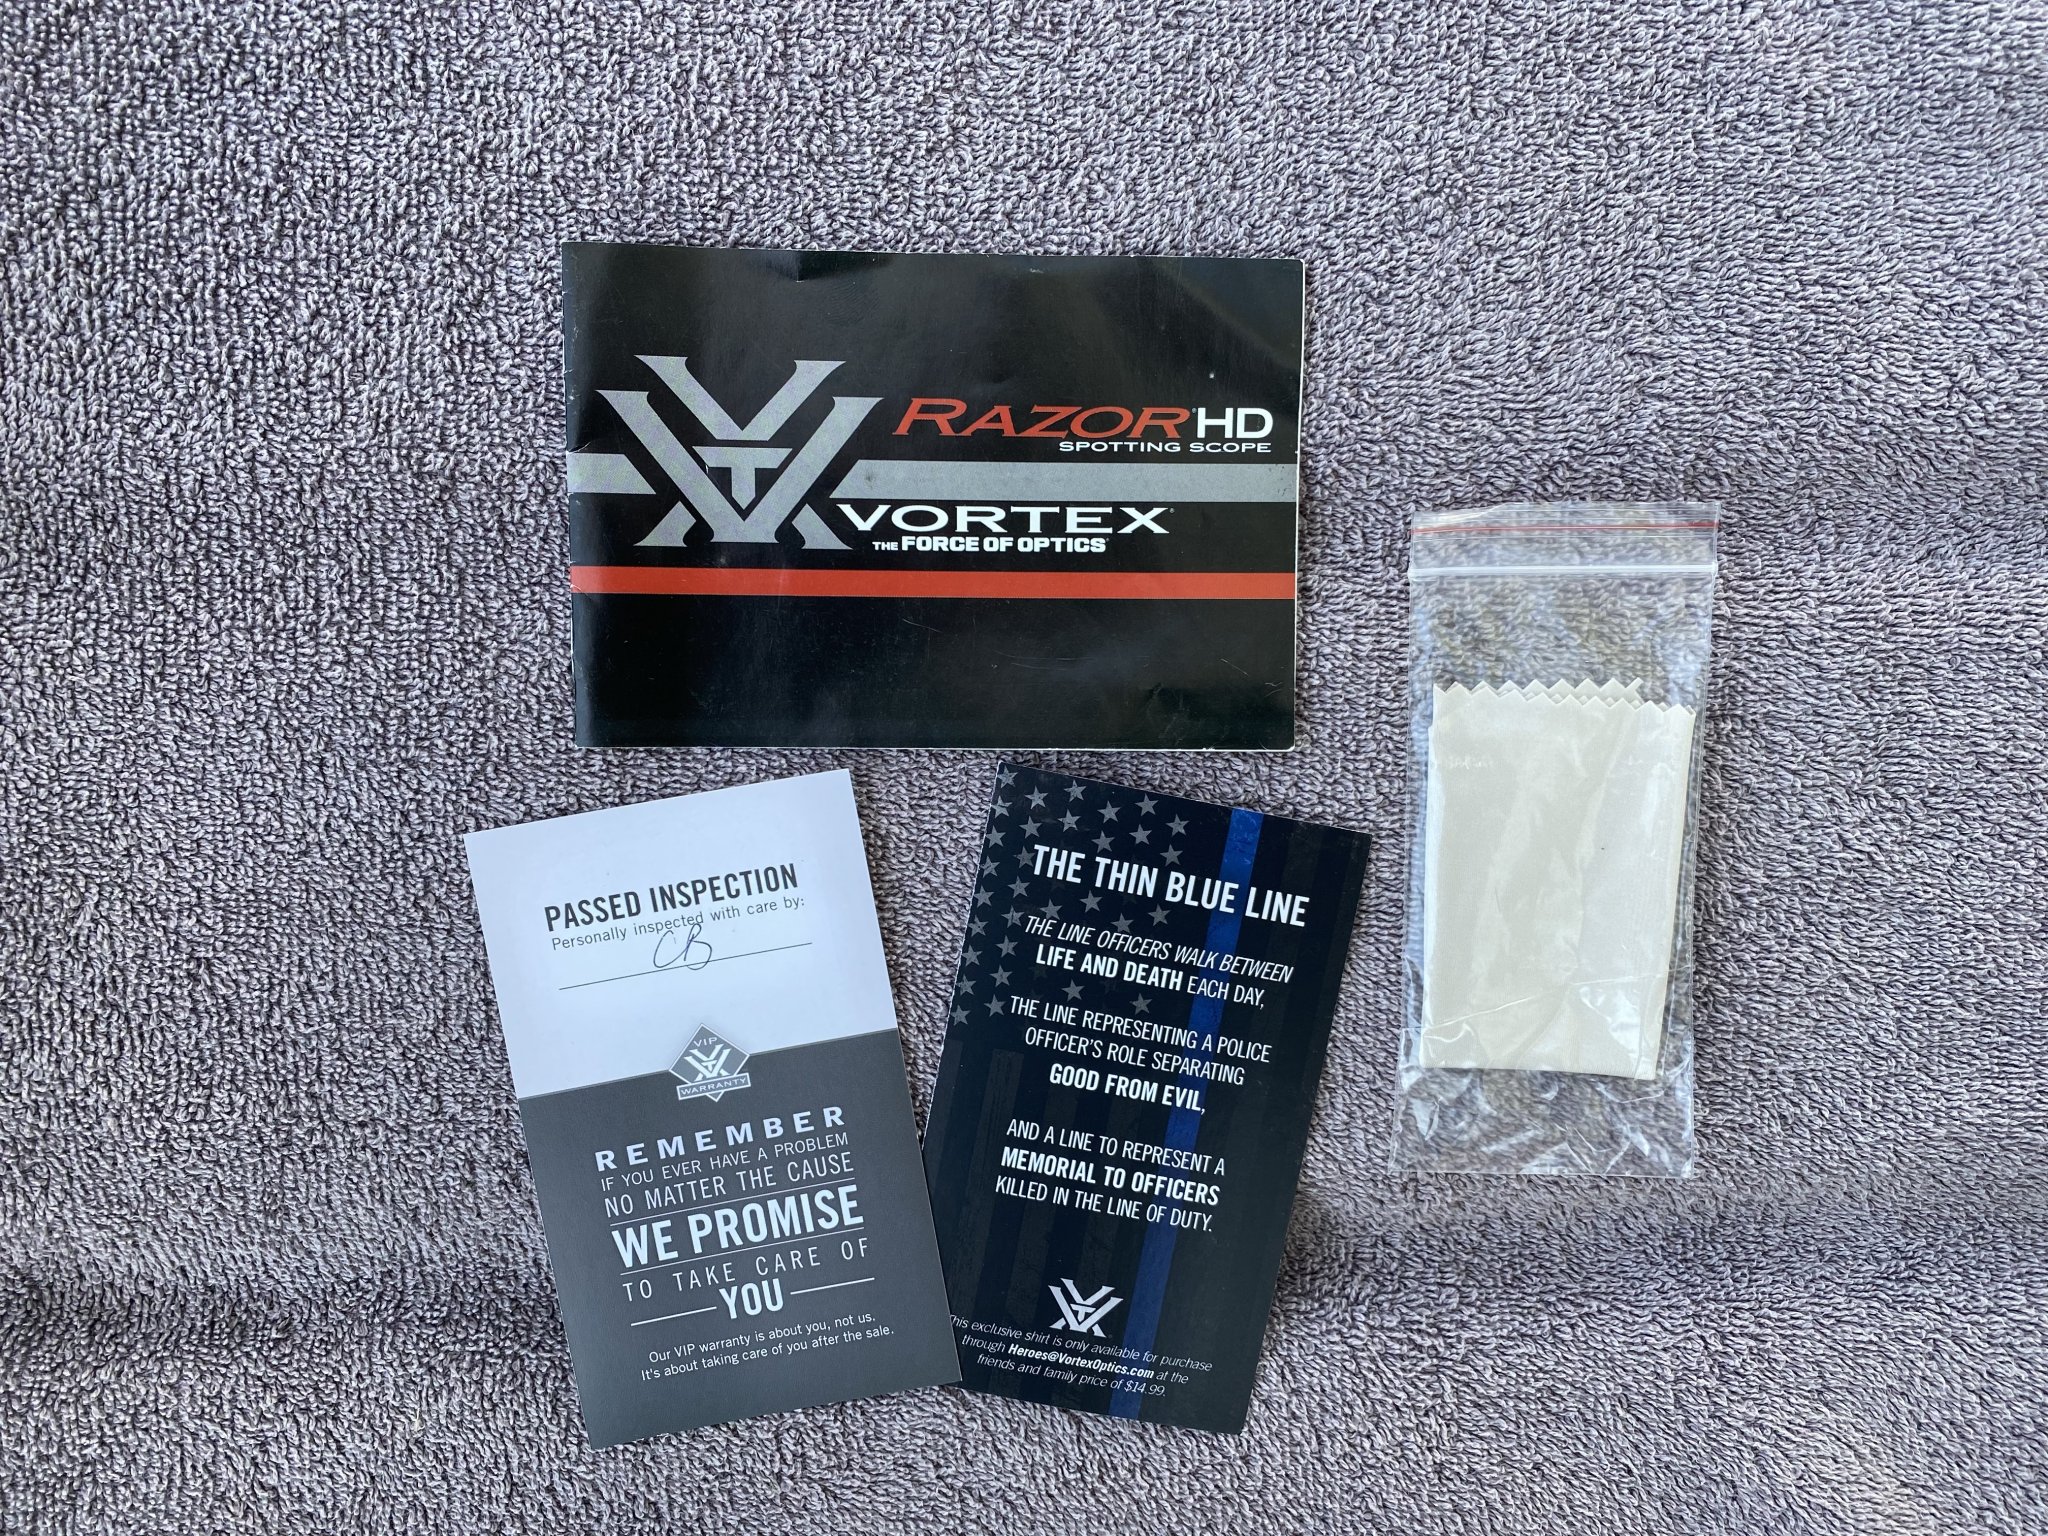 RAZOR® HD
SPOTTING SCOPE
VORTEX®
THE FORCE OF OPTICS®
PASSED INSPECTION
Personally inspected with care by:
CB
VIP
WARRANTY
REMEMBER
IF YOU EVER HAVE A PROBLEM
NO MATTER THE CAUSE
WE PROMISE
TO TAKE CARE OF
YOU
Our VIP warranty is about you, not us.
It's about taking care of you after the sale.
THE THIN BLUE LINE
THE LINE OFFICERS WALK BETWEEN
LIFE AND DEATH EACH DAY,
THE LINE REPRESENTING A POLICE
OFFICER'S ROLE SEPARATING
GOOD FROM EVIL,
AND A LINE TO REPRESENT A
MEMORIAL TO OFFICERS
KILLED IN THE LINE OF DUTY.
This exclusive shirt is only available for purchase
through Heroes@VortexOptics.com at the
friends and family price of $14.99.